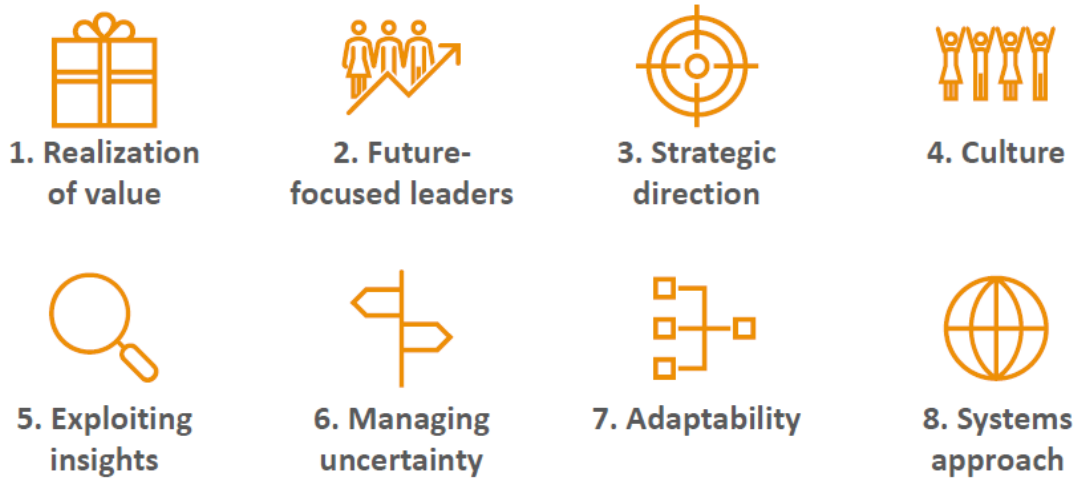 1. Realization
of value
2. Future-
focused leaders
3. Strategic
direction
4. Culture
5. Exploiting
insights
6. Managing
uncertainty
7. Adaptability
8. Systems
approach